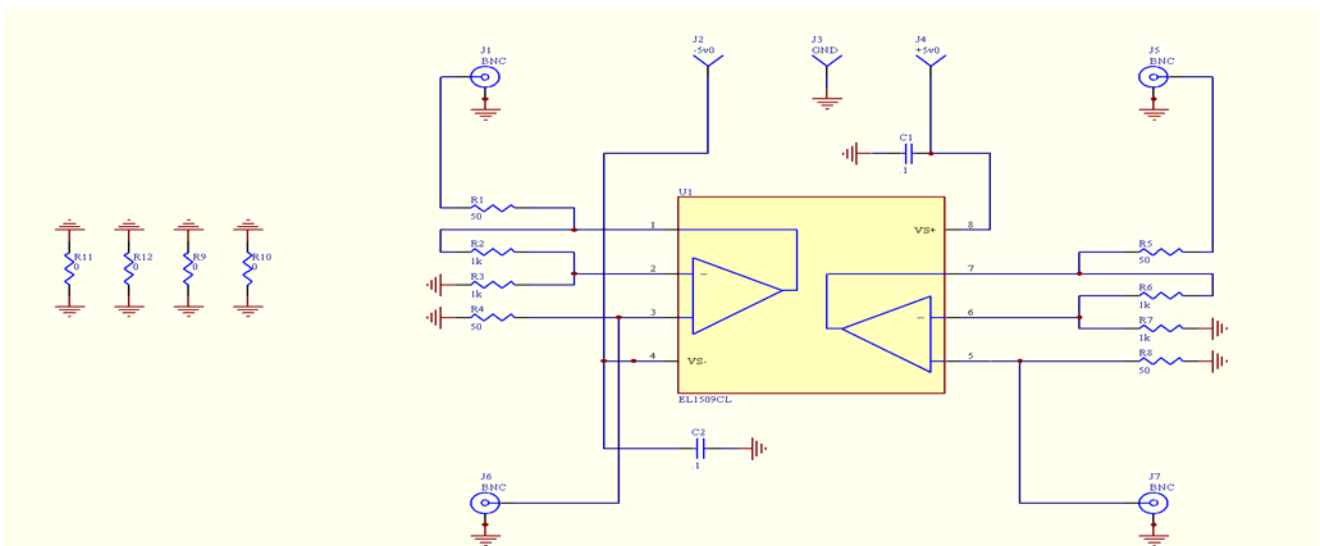 J1
BNC
J2
-5v0
J3
GND
J4
+5v0
J5
BNC
C1
.1
U1
R1
50
1
VS+
8
R11
0
R12
0
R9
0
R10
0
R2
1k
2
7
R5
50
R3
1k
R6
1k
R4
50
3
6
R7
1k
4
VS-
5
R8
50
EL1509CL
C2
.1
J6
BNC
J7
BNC